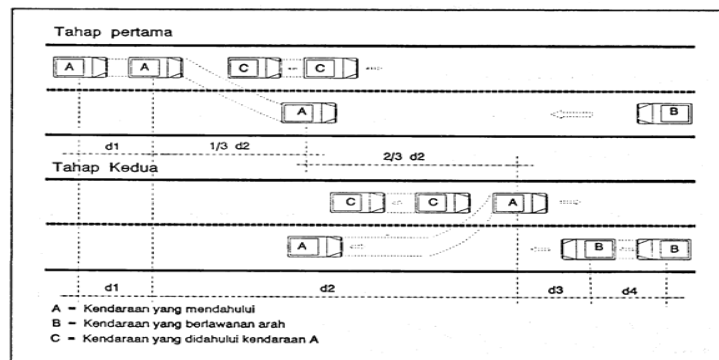 Tahap pertama
A A C C
A B
d1 1/3 d2 2/3 d2
Tahap Kedua
C C A
A B B
d1 d2 d3 d4
A = Kendaraan yang mendahului
B = Kendaraan yang berlawanan arah
C = Kendaraan yang didahului kendaraan A